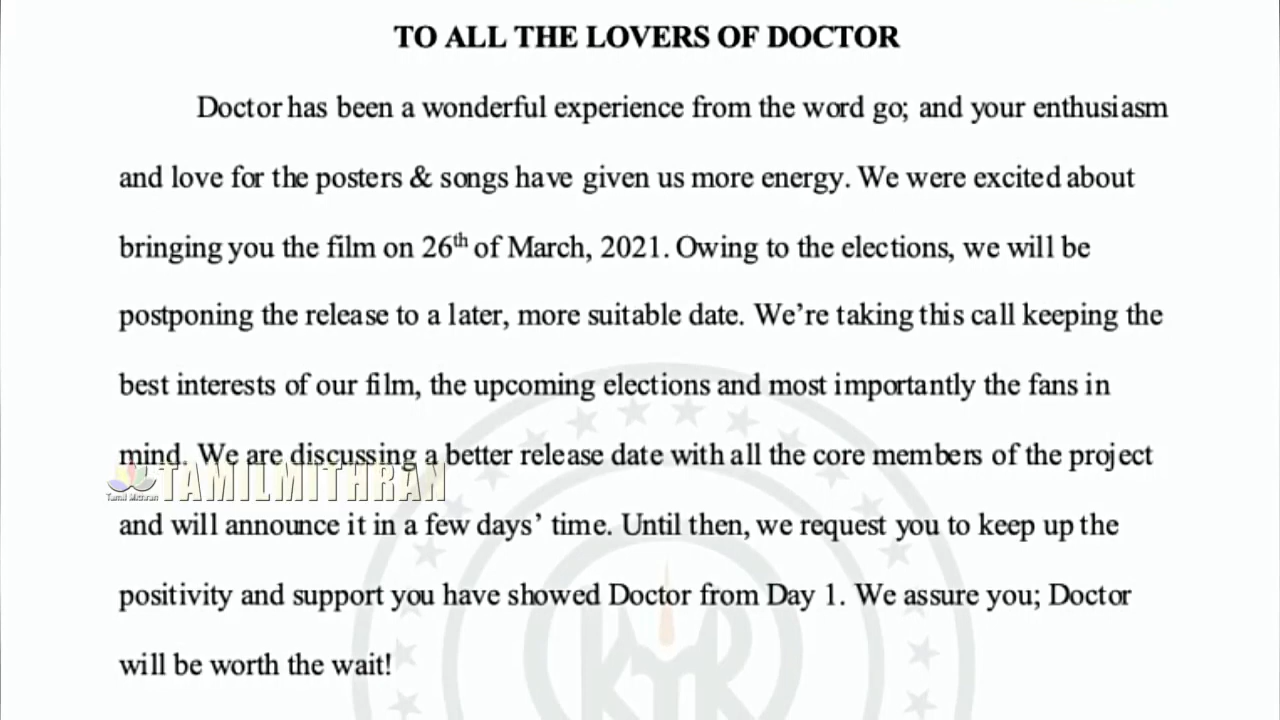 TO ALL THE LOVERS OF DOCTOR
Doctor has been a wonderful experience from the word go; and your enthusiasm
and love for the posters & songs have given us more energy. We were excited about
bringing you the film on 26th of March, 2021. Owing to the elections, we will be
postponing the release to a later, more suitable date. We're taking this call keeping the
best interests of our film, the upcoming elections and most importantly the fans in
mind. We are discussing a better release date with all the core members of the project
Tamil Mithran TAMILMITHRAN
and will announce it in a few days' time. Until then, we request you to keep up the
positivity and support you have showed Doctor from Day 1. We assure you; Doctor
will be worth the wait!
KJR